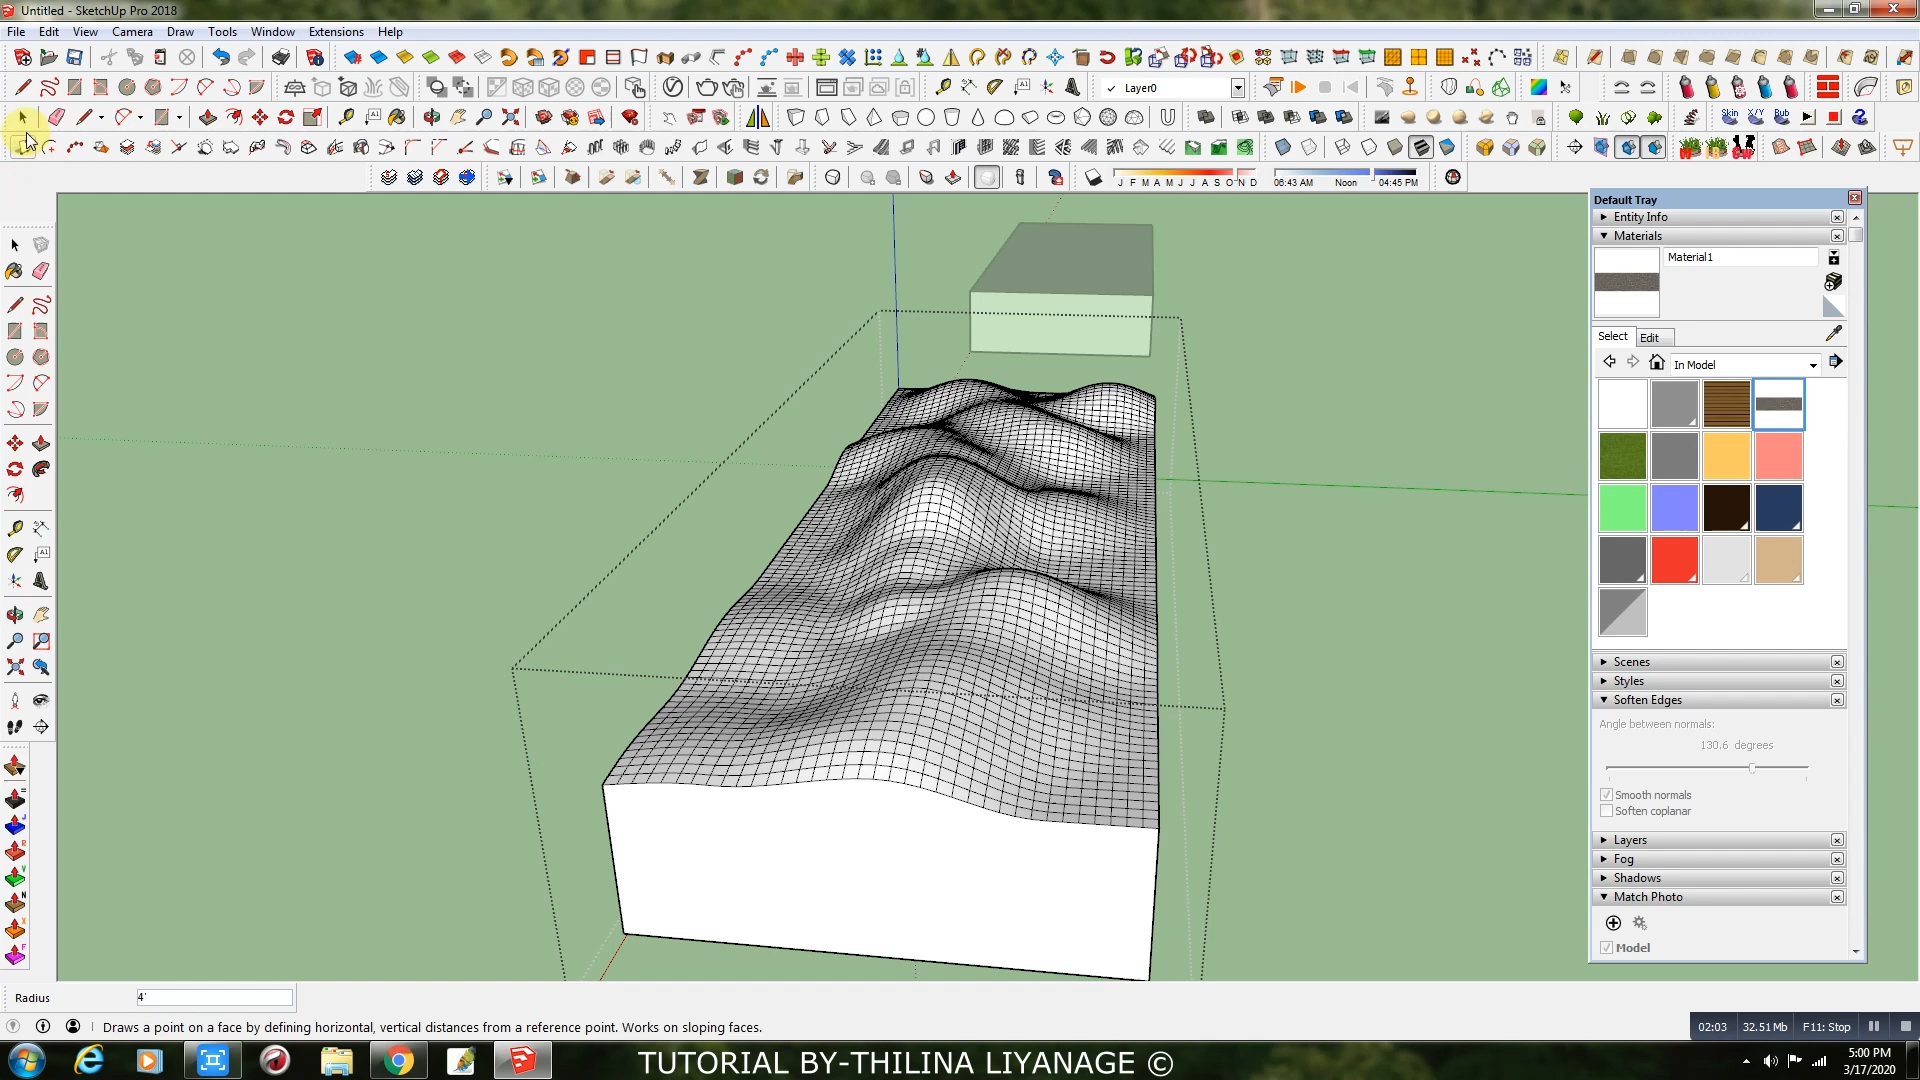 Untitled - SketchUp Pro 2018
File Edit View Camera Draw Tools Window Extensions Help
Layer0
Skin X/Y Bub
J F M A M J J A S O N D
06:43 AM Noon 04:45 PM
Default Tray
Entity Info
Materials
Material1
Select Edit
In Model
Scenes
Styles
Soften Edges
Angle between normals:
130.6 degrees
Smooth normals
Soften coplanar
Layers
Fog
Shadows
Match Photo
Model
Radius 4'
Draws a point on a face by defining horizontal, vertical distances from a reference point. Works on sloping faces.
02:03 32.51Mb F11: Stop
TUTORIAL BY-THILINA LIYANAGE ©
5:00 PM
3/17/2020